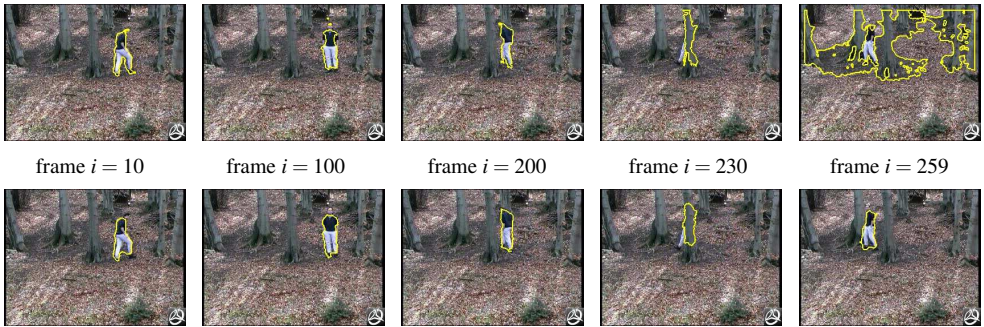 frame i = 10
frame i = 100
frame i = 200
frame i = 230
frame i = 259